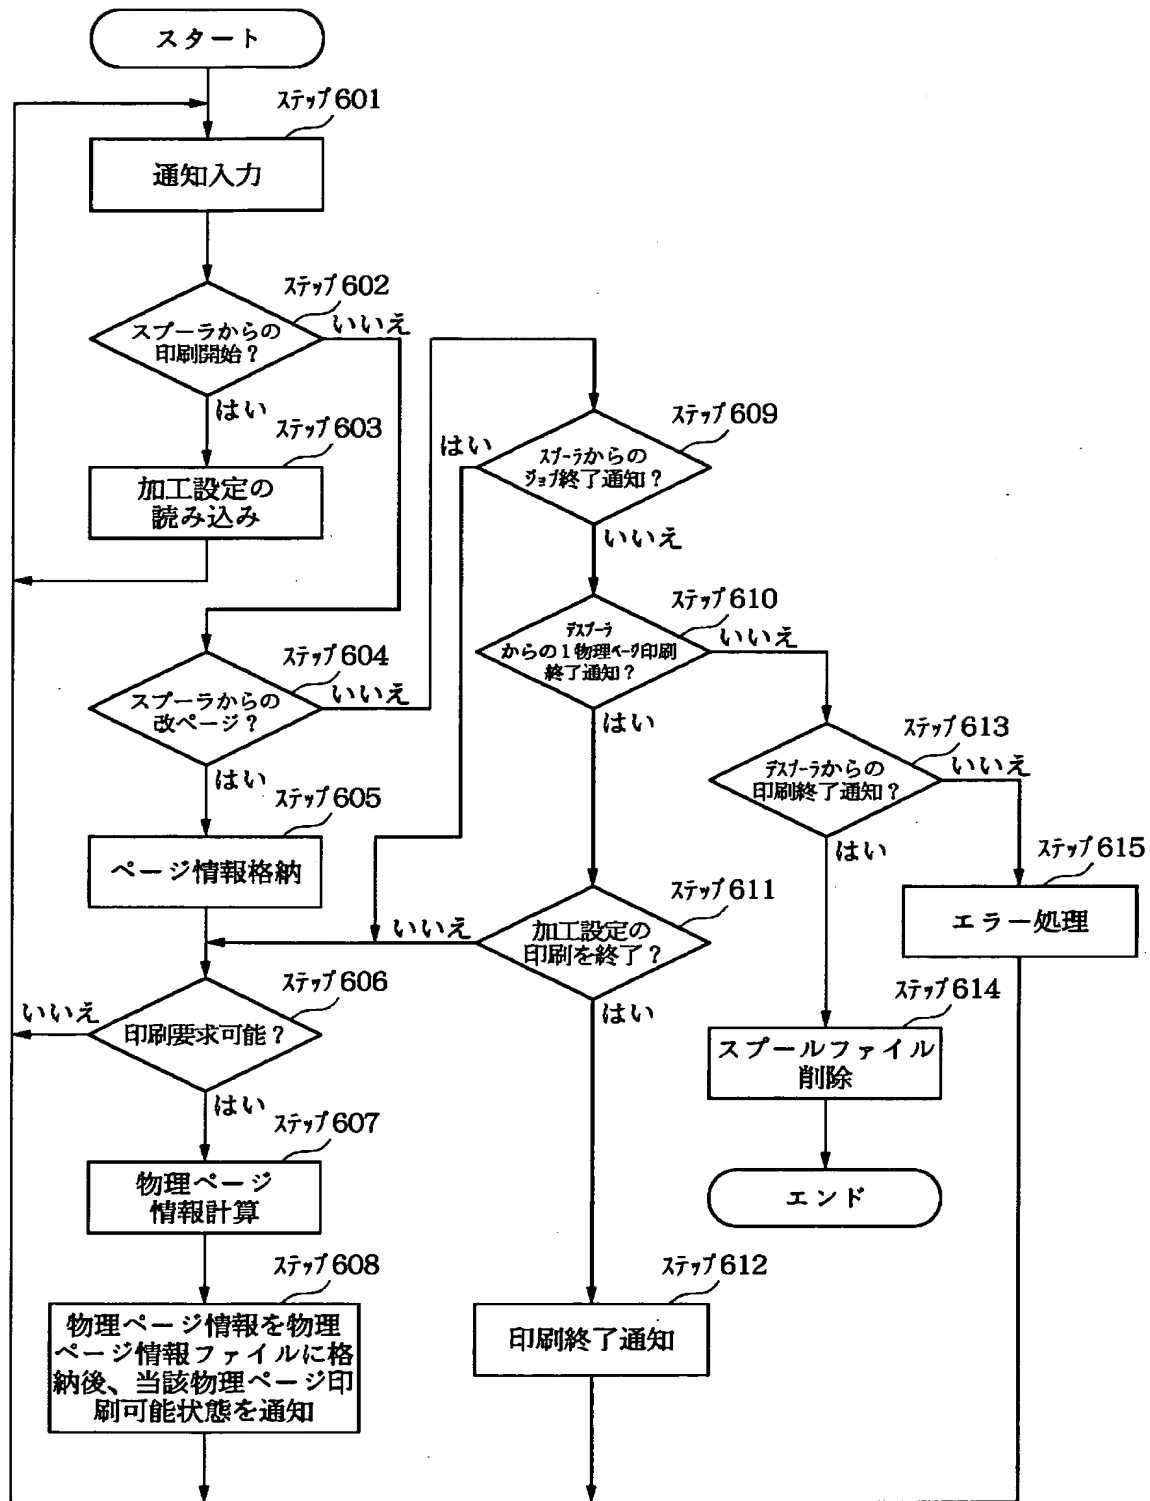 スタート
ステップ601
通知入力
ステップ602
スプーラからの
印刷開始？
いいえ
はい
ステップ603
加工設定の
読み込み
ステップ604
スプーラからの
改ページ？
いいえ
はい
ステップ605
ページ情報格納
ステップ606
印刷要求可能？
いいえ
はい
ステップ607
物理ページ
情報計算
ステップ608
物理ページ情報を物理
ページ情報ファイルに格
納後、当該物理ページ印
刷可能状態を通知
ステップ609
スプーラからの
ジョブ終了通知？
はい
いいえ
ステップ610
デスプーラ
からの１物理ページ印刷
終了通知？
いいえ
はい
ステップ611
加工設定の
印刷を終了？
いいえ
はい
ステップ612
印刷終了通知
ステップ613
デスプーラからの
印刷終了通知？
いいえ
はい
ステップ614
スプールファイル
削除
エンド
ステップ615
エラー処理